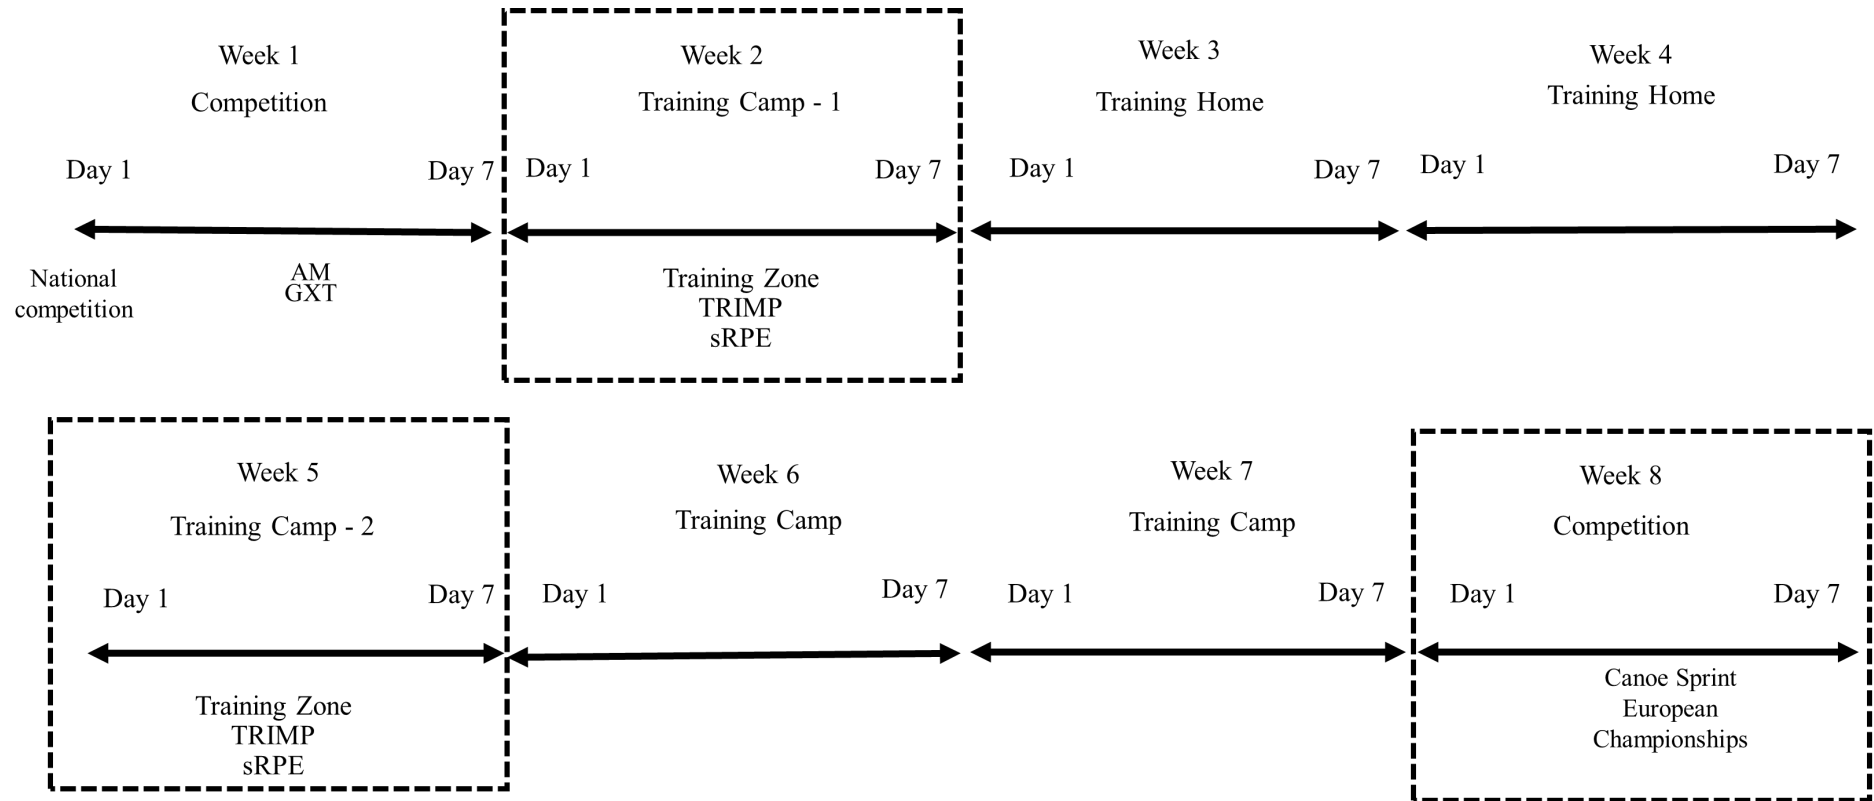 Week 1
Competition
Day 1
Day 7
National
competition
AM
GXT
Week 2
Training Camp - 1
Day 1
Day 7
Training Zone
TRIMP
sRPE
Week 3
Training Home
Day 1
Day 7
Week 4
Training Home
Day 1
Day 7
Week 5
Training Camp - 2
Day 1
Day 7
Training Zone
TRIMP
sRPE
Week 6
Training Camp
Day 1
Day 7
Week 7
Training Camp
Day 1
Day 7
Week 8
Competition
Day 1
Day 7
Canoe Sprint
European
Championships